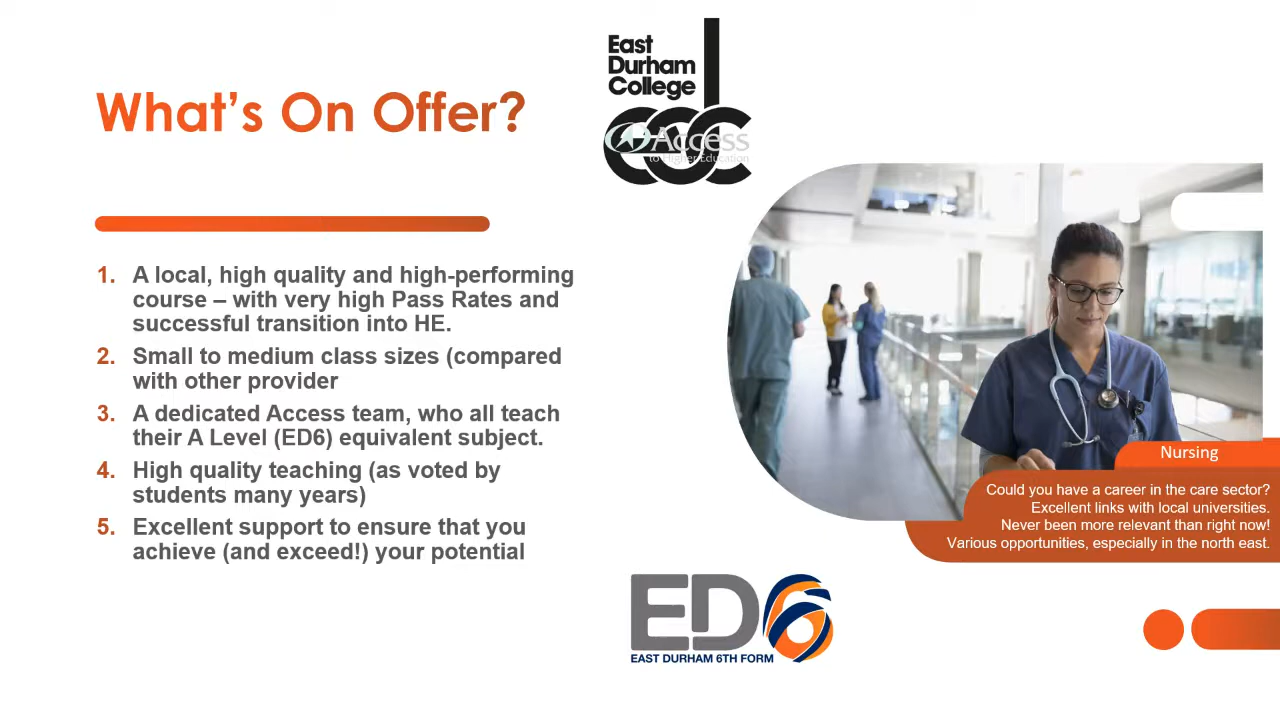 What's On Offer?
East
Durham
College
edc
Access
to Higher Education
1. A local, high quality and high-performing
course – with very high Pass Rates and
successful transition into HE.
2. Small to medium class sizes (compared
with other provider
3. A dedicated Access team, who all teach
their A Level (ED6) equivalent subject.
4. High quality teaching (as voted by
students many years)
5. Excellent support to ensure that you
achieve (and exceed!) your potential
Nursing
Could you have a career in the care sector?
Excellent links with local universities.
Never been more relevant than right now!
Various opportunities, especially in the north east.
ED6
EAST DURHAM 6TH FORM